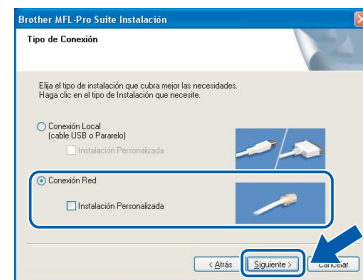 Brother MFL-Pro Suite Instalación
Tipo de Conexión
Elija el tipo de instalación que cubra mejor las necesidades.
Haga clic en el tipo de Instalación que necesite.
Conexión Local
(cable USB o Pararelo)
Instalación Personalizada
Conexión Red
Instalación Personalizada
< Atrás
Siguiente >
Cancelar